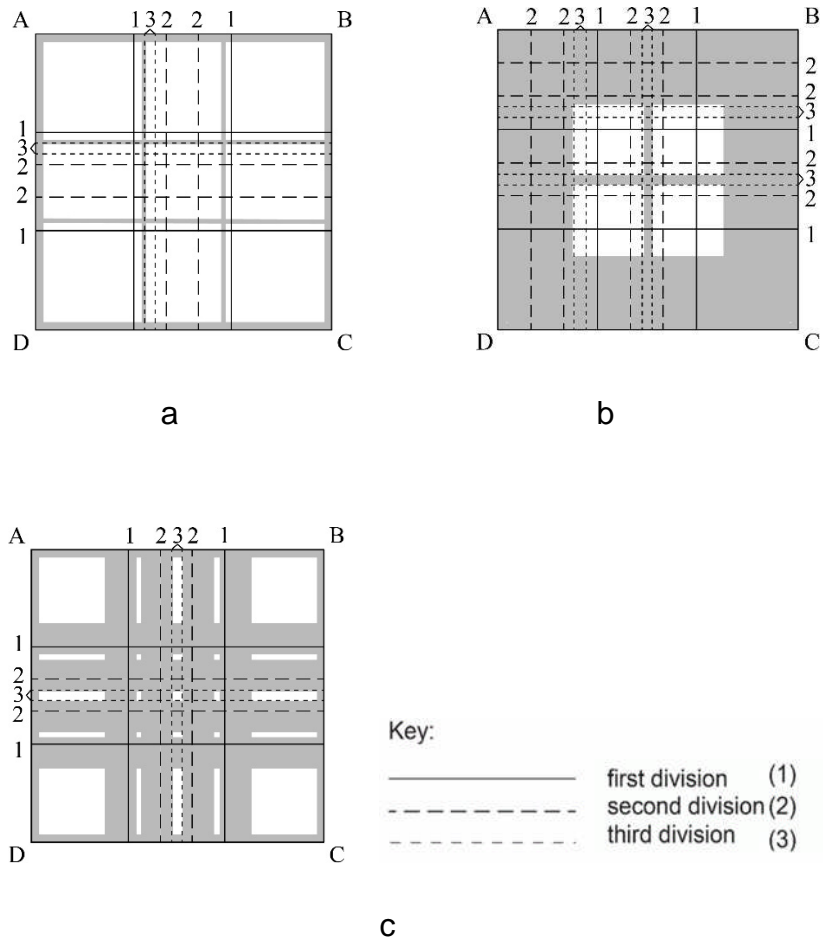 A 1 3 2 2 1 B
1
3
2
2
1
D C
a
A 2 2 3 1 2 3 2 1 B
2
2
3
1
2
3
2
1
D C
b
A 1 2 3 2 1 B
1
2
3
2
1
D C
c
Key:
first division (1)
second division (2)
third division (3)